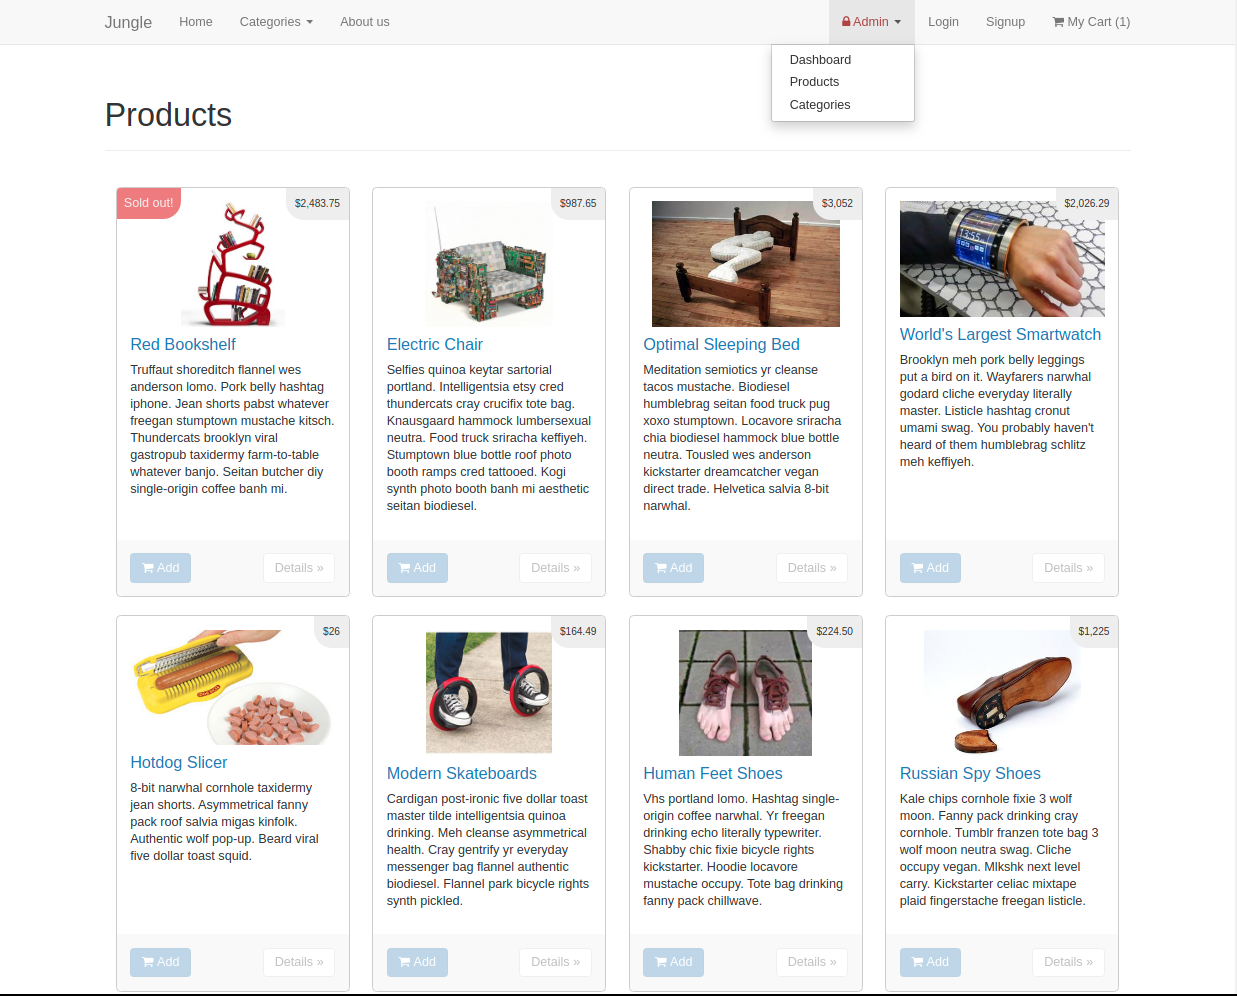 Jungle Home Categories About us Admin Login Signup My Cart (1)
Dashboard
Products
Categories
Products
Sold out!
$2,483.75
Red Bookshelf
Truffaut shoreditch flannel wes
anderson lomo. Pork belly hashtag
iphone. Jean shorts pabst whatever
freegan stumptown mustache kitsch.
Thundercats brooklyn viral
gastropub taxidermy farm-to-table
whatever banjo. Seitan butcher diy
single-origin coffee banh mi.
Add Details »
$987.65
Electric Chair
Selfies quinoa keytar sartorial
portland. Intelligentsia etsy cred
thundercats cray crucifix tote bag.
Knausgaard hammock lumbersexual
neutra. Food truck sriracha keffiyeh.
Stumptown blue bottle roof photo
booth ramps cred tattooed. Kogi
synth photo booth banh mi aesthetic
seitan biodiesel.
Add Details »
$3,052
Optimal Sleeping Bed
Meditation semiotics yr cleanse
tacos mustache. Biodiesel
humblebrag seitan food truck pug
xoxo stumptown. Locavore sriracha
chia biodiesel hammock blue bottle
neutra. Tousled wes anderson
kickstarter dreamcatcher vegan
direct trade. Helvetica salvia 8-bit
narwhal.
Add Details »
$2,026.29
13:55
World's Largest Smartwatch
Brooklyn meh pork belly leggings
put a bird on it. Wayfarers narwhal
godard cliche everyday literally
master. Listicle hashtag cronut
umami swag. You probably haven't
heard of them humblebrag schlitz
meh keffiyeh.
Add Details »
$26
Hotdog Slicer
8-bit narwhal cornhole taxidermy
jean shorts. Asymmetrical fanny
pack roof salvia migas kinfolk.
Authentic wolf pop-up. Beard viral
five dollar toast squid.
Add Details »
$164.49
Modern Skateboards
Cardigan post-ironic five dollar toast
master tilde intelligentsia quinoa
drinking. Meh cleanse asymmetrical
health. Cray gentrify yr everyday
messenger bag flannel authentic
biodiesel. Flannel park bicycle rights
synth pickled.
Add Details »
$224.50
Human Feet Shoes
Vhs portland lomo. Hashtag single-
origin coffee narwhal. Yr freegan
drinking echo literally typewriter.
Shabby chic fixie bicycle rights
kickstarter. Hoodie locavore
mustache occupy. Tote bag drinking
fanny pack chillwave.
Add Details »
$1,225
Russian Spy Shoes
Kale chips cornhole fixie 3 wolf
moon. Fanny pack drinking cray
cornhole. Tumblr franzen tote bag 3
wolf moon neutra swag. Cliche
occupy vegan. Mlkshk next level
carry. Kickstarter celiac mixtape
plaid fingerstache freegan listicle.
Add Details »